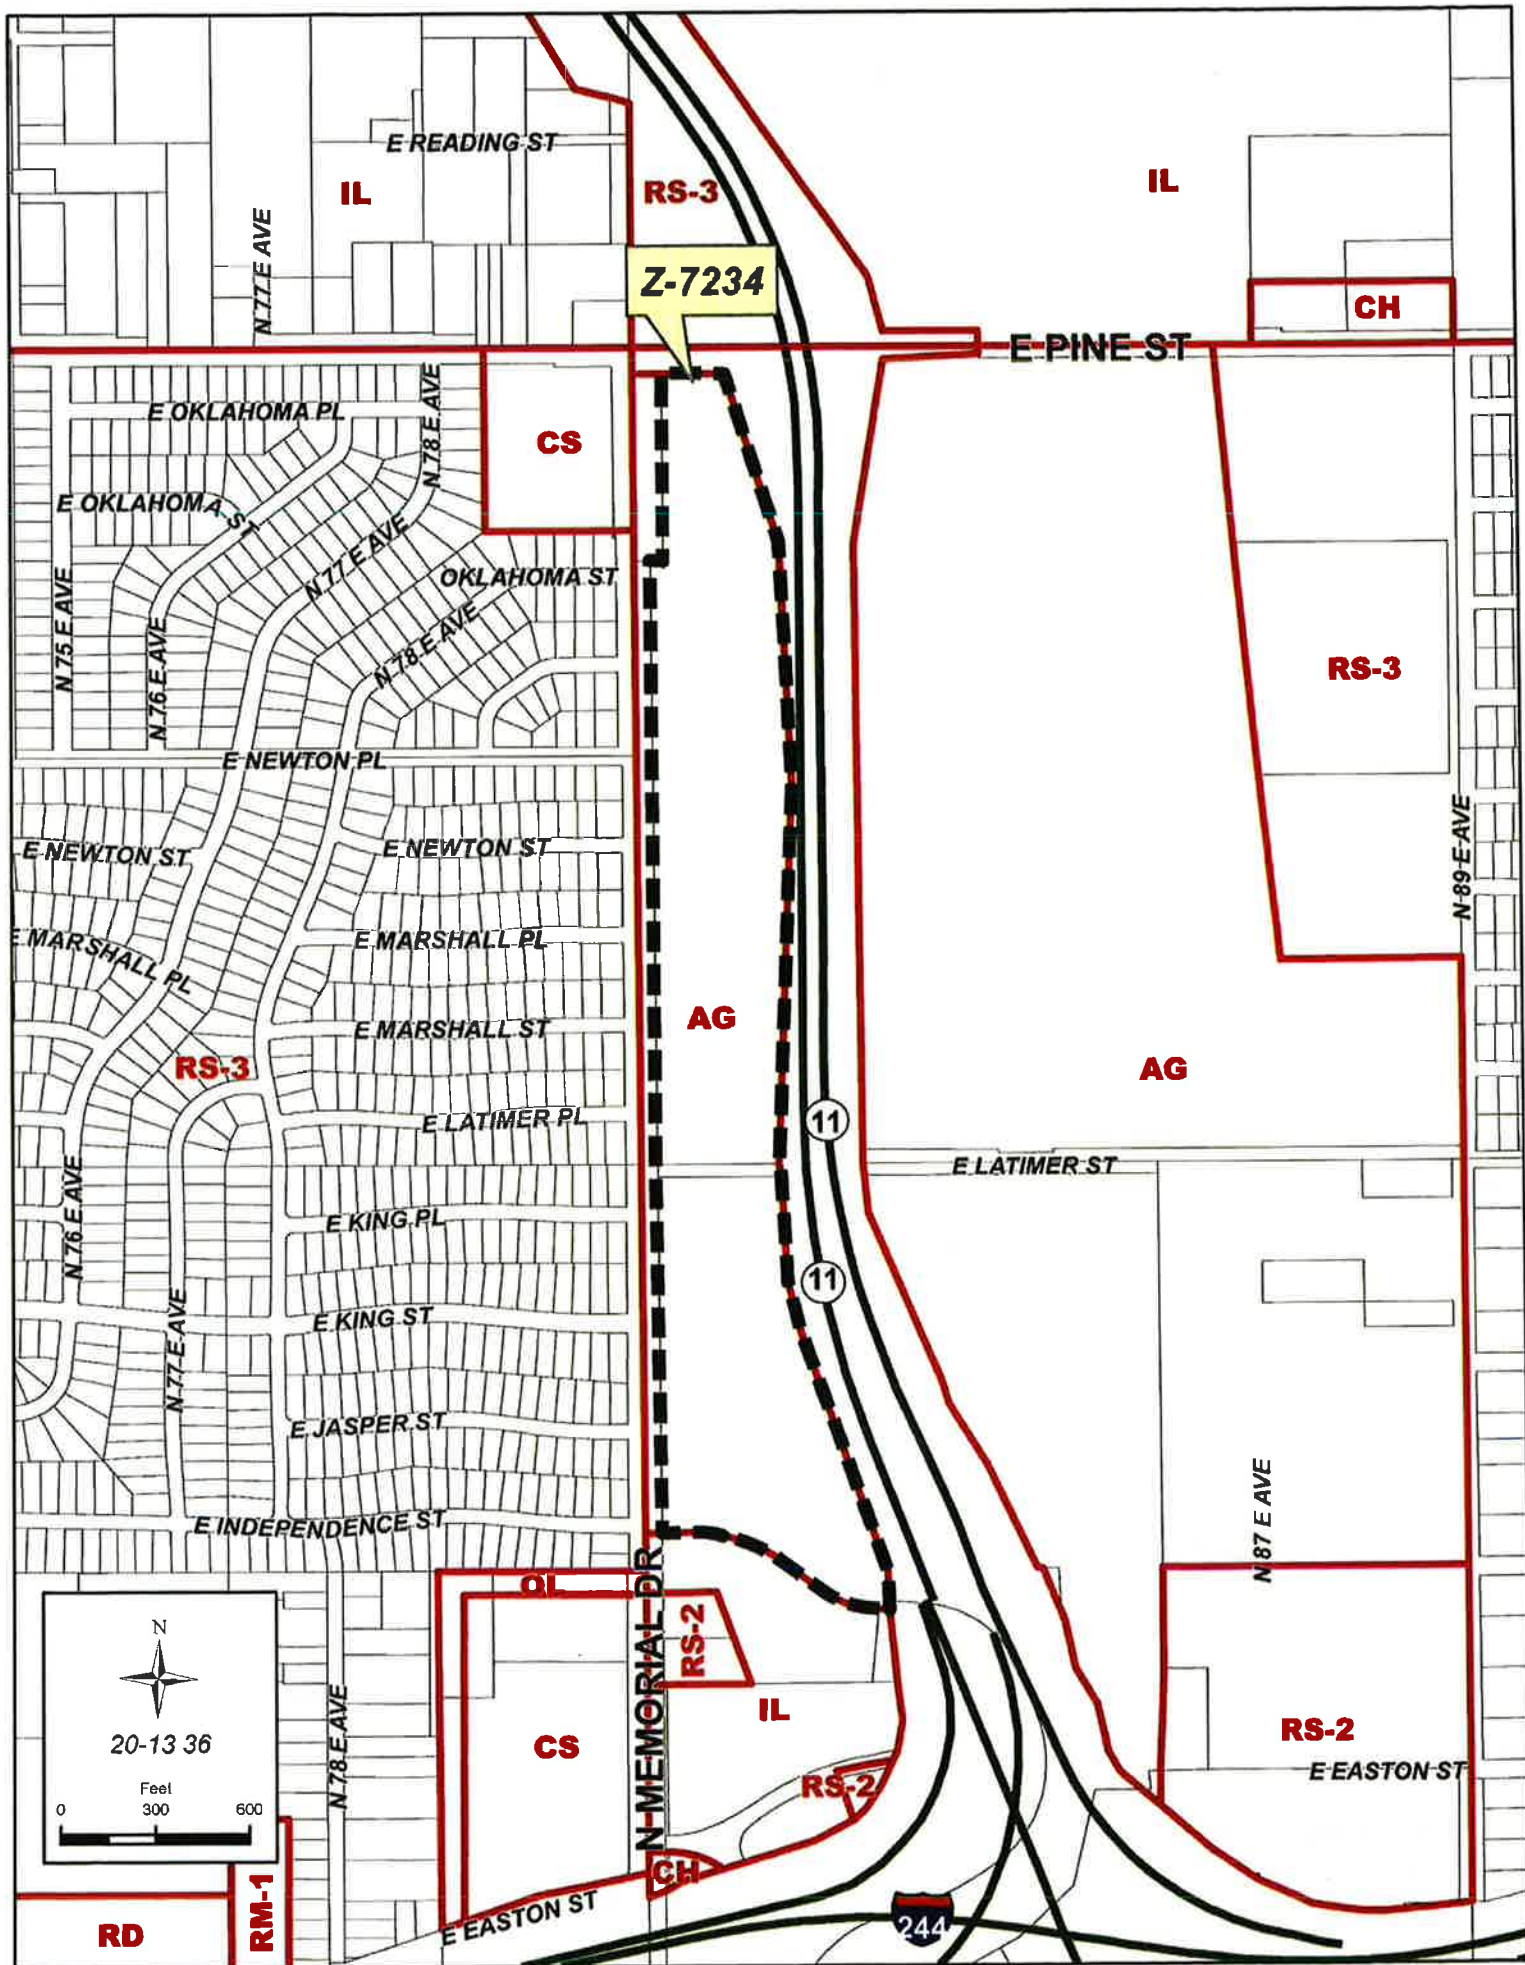 E READING ST
IL
RS-3
IL
N 77 E AVE
Z-7234
CH
E PINE ST
E OKLAHOMA PL
N 78 E AVE
CS
E OKLAHOMA ST
N 77 E AVE
OKLAHOMA ST
N 75 E AVE
N 76 E AVE
N 78 E AVE
RS-3
E NEWTON PL
E NEWTON ST
E NEWTON ST
N 89 E AVE
E MARSHALL PL
E MARSHALL PL
AG
E MARSHALL ST
RS-3
AG
E LATIMER PL
11
E LATIMER ST
N 76 E AVE
E KING PL
11
E KING ST
N 77 E AVE
E JASPER ST
N 87 E AVE
E INDEPENDENCE ST
OL
N MEMORIAL DR
RS-2
N
20-13 36
Feet
0 300 600
N 78 E AVE
CS
IL
RS-2
RS-2
E EASTON ST
CH
RM-1
RD
E EASTON ST
244